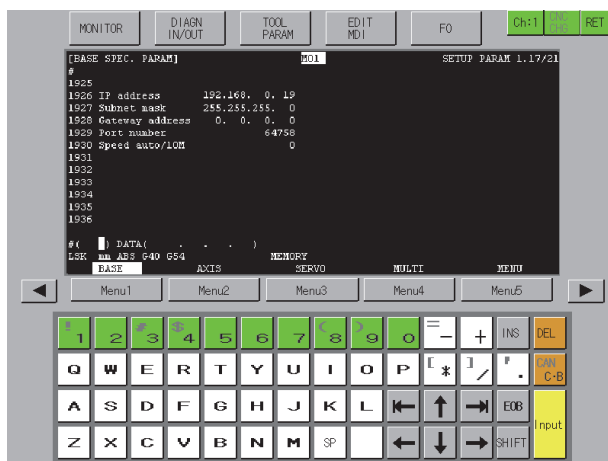 MONITOR
DIAGN IN/OUT
TOOL PARAM
EDIT MDI
FO
Ch:1
CNC CHG
RET
[BASE SPEC. PARAM] M01 SETUP PARAM 1.17/21
#
1925
1926 IP address 192.168. 0. 19
1927 Subnet mask 255.255.255. 0
1928 Gateway address 0. 0. 0. 0
1929 Port number 64758
1930 Speed auto/10M 0
1931
1932
1933
1934
1935
1936
#( ) DATA( . . . )
LSK mm ABS G40 G54 MEMORY
BASE AXIS SERVO MULTI MENU
Menu1 Menu2 Menu3 Menu4 Menu5
! 1 2 # 3 $ 4 5 6 7 ( 8 ) 9 0 = - + INS DEL
Q W E R T Y U I O P [ * ] / ' . CAN C·B
A S D F G H J K L EOB Input
Z X C V B N M SP SHIFT